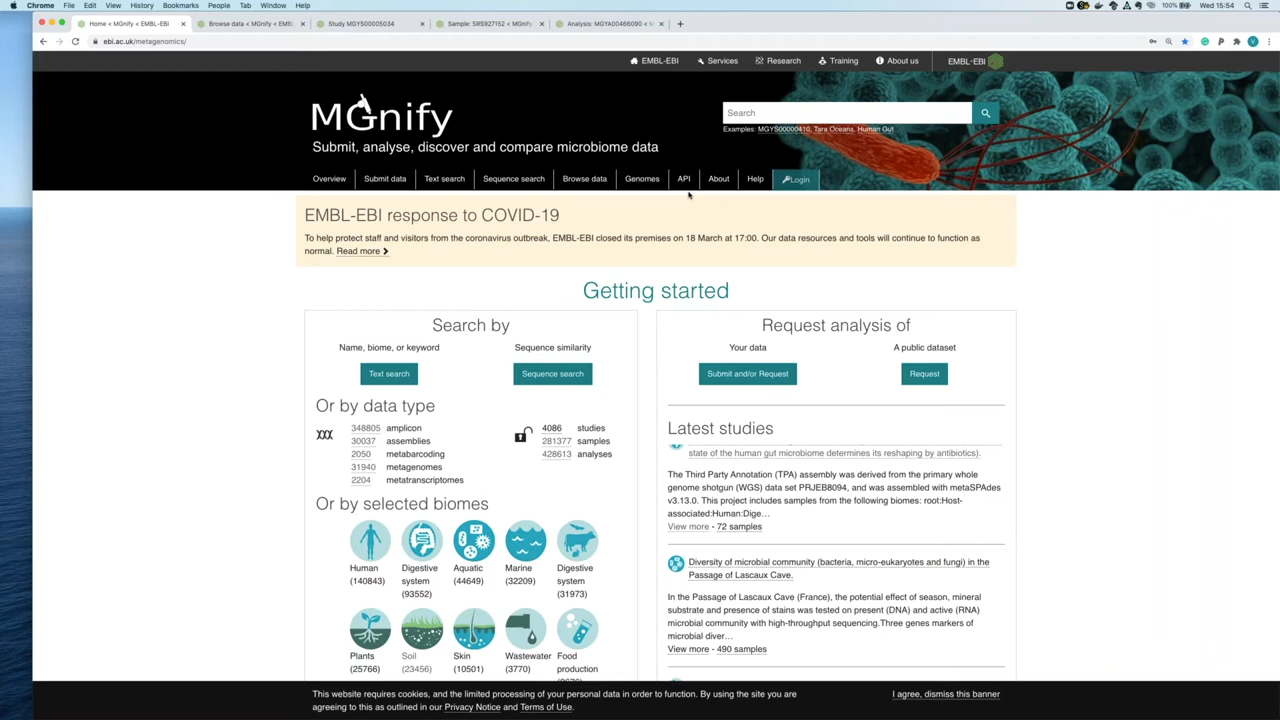 Chrome File Edit View History Bookmarks People Tab Window Help
100% Wed 15:54
Home < MGnify < EMBL-EBI
Browse data < MGnify < EMBL
Study MGYS00005034
Sample: SRS927152 < MGnify
Analysis: MGYA00466090 < M
ebi.ac.uk/metagenomics/
EMBL-EBI Services Research Training About us EMBL-EBI
MGnify
Submit, analyse, discover and compare microbiome data
Search
Examples: MGYS00000410, Tara Oceans, Human Gut
Overview Submit data Text search Sequence search Browse data Genomes API About Help Login
EMBL-EBI response to COVID-19
To help protect staff and visitors from the coronavirus outbreak, EMBL-EBI closed its premises on 18 March at 17:00. Our data resources and tools will continue to function as
normal. Read more
Getting started
Search by
Name, biome, or keyword
Sequence similarity
Text search
Sequence search
Or by data type
348805 amplicon
30037 assemblies
2050 metabarcoding
31940 metagenomes
2204 metatranscriptomes
4086 studies
281377 samples
428613 analyses
Or by selected biomes
Human
(140843)
Digestive
system
(93552)
Aquatic
(44649)
Marine
(32209)
Digestive
system
(31973)
Plants
(25766)
Soil
(23456)
Skin
(10501)
Wastewater
(3770)
Food
production
Request analysis of
Your data
A public dataset
Submit and/or Request
Request
Latest studies
state of the human gut microbiome determines its reshaping by antibiotics).
The Third Party Annotation (TPA) assembly was derived from the primary whole
genome shotgun (WGS) data set PRJEB8094, and was assembled with metaSPAdes
v3.13.0. This project includes samples from the following biomes: root:Host-
associated:Human:Dige…
View more - 72 samples
Diversity of microbial community (bacteria, micro-eukaryotes and fungi) in the
Passage of Lascaux Cave.
In the Passage of Lascaux Cave (France), the potential effect of season, mineral
substrate and presence of stains was tested on present (DNA) and active (RNA)
microbial community with high-throughput sequencing.Three genes markers of
microbial diver…
View more - 490 samples
This website requires cookies, and the limited processing of your personal data in order to function. By using the site you are
agreeing to this as outlined in our Privacy Notice and Terms of Use.
I agree, dismiss this banner